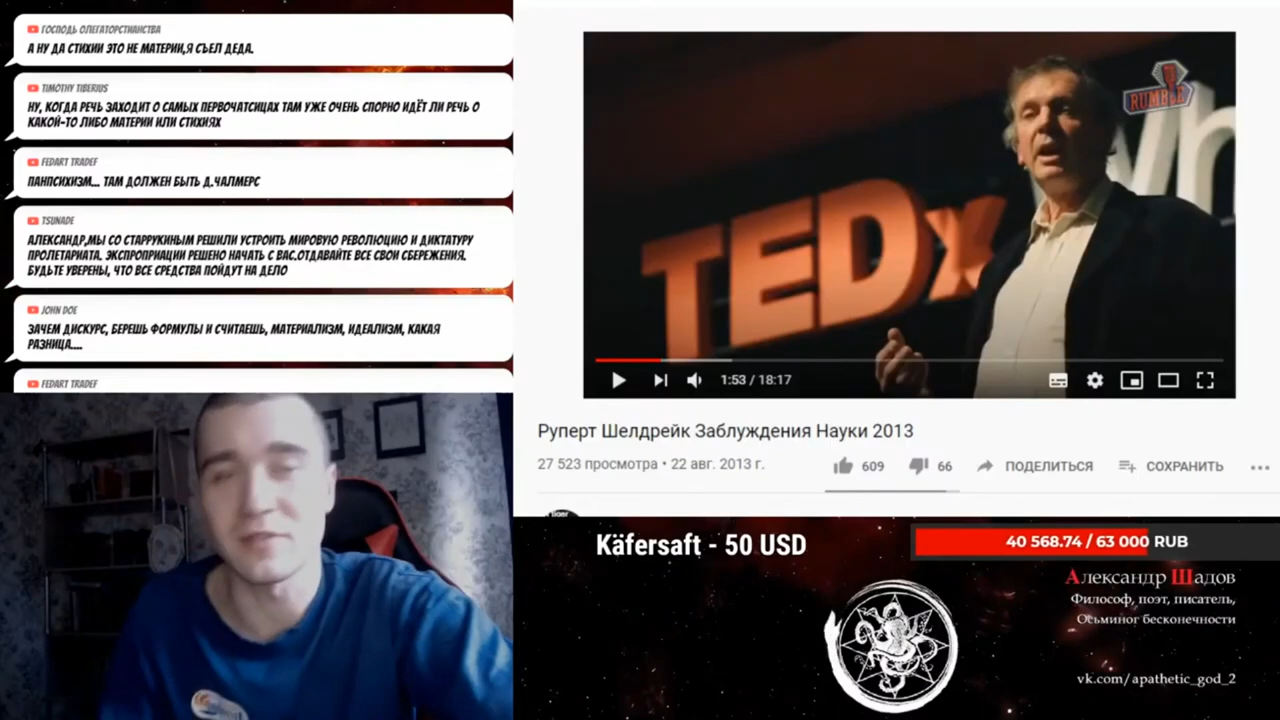 ГОСПОДЬ ОЛЕГАТОРСТИАНСТВА
А НУ ДА СТИХИИ ЭТО НЕ МАТЕРИИ,Я СЪЕЛ ДЕДА.
TIMOTHY TIBERIUS
НУ, КОГДА РЕЧЬ ЗАХОДИТ О САМЫХ ПЕРВОЧАТСИЦАХ ТАМ УЖЕ ОЧЕНЬ СПОРНО ИДЁТ ЛИ РЕЧЬ О
КАКОЙ-ТО ЛИБО МАТЕРИИ ИЛИ СТИХИЯХ
FEDART TRADEF
ПАНПСИХИЗМ... ТАМ ДОЛЖЕН БЫТЬ Д.ЧАЛМЕРС
TSUNADE
АЛЕКСАНДР,МЫ СО СТАРРУКИНЫМ РЕШИЛИ УСТРОИТЬ МИРОВУЮ РЕВОЛЮЦИЮ И ДИКТАТУРУ
ПРОЛЕТАРИАТА. ЭКСПРОПРИАЦИИ РЕШЕНО НАЧАТЬ С ВАС.ОТДАВАЙТЕ ВСЕ СВОИ СБЕРЕЖЕНИЯ.
БУДЬТЕ УВЕРЕНЫ, ЧТО ВСЕ СРЕДСТВА ПОЙДУТ НА ДЕЛО
JOHN DOE
ЗАЧЕМ ДИСКУРС, БЕРЕШЬ ФОРМУЛЫ И СЧИТАЕШЬ, МАТЕРИАЛИЗМ, ИДЕАЛИЗМ, КАКАЯ
РАЗНИЦА....
FEDART TRADEF
RUMBLE
TEDx
Wh
1:53 / 18:17
Руперт Шелдрейк Заблуждения Науки 2013
27 523 просмотра • 22 авг. 2013 г.
609
66
ПОДЕЛИТЬСЯ
СОХРАНИТЬ
Käfersaft - 50 USD
40 568.74 / 63 000 RUB
Александр Шадов
Философ, поэт, писатель,
Осьминог бесконечности
vk.com/apathetic_god_2